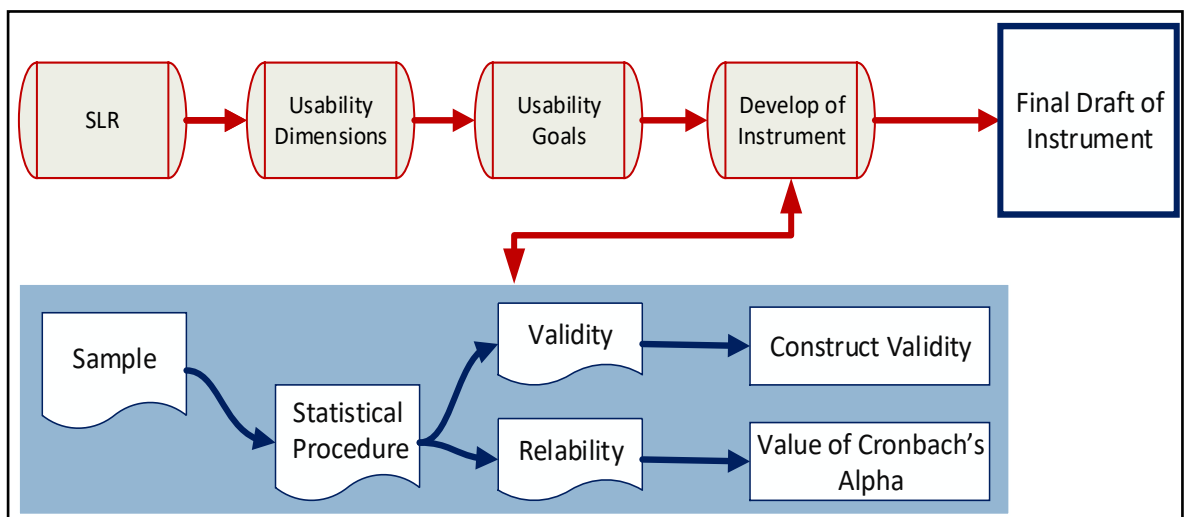 SLR
Usability
Dimensions
Usability
Goals
Develop of
Instrument
Final Draft of
Instrument
Sample
Statistical
Procedure
Validity
Construct Validity
Relability
Value of Cronbach's
Alpha